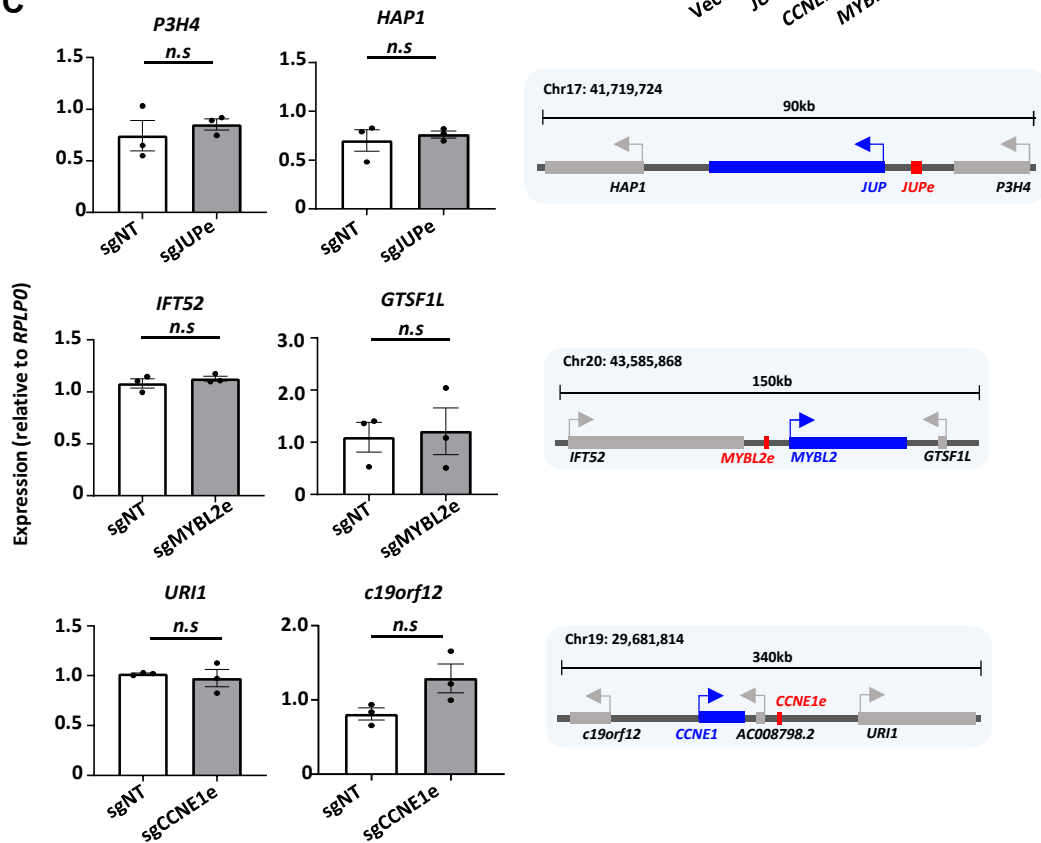 C
Vec
JU
CCNE
MYBL
P3H4
n.s
1.5
1.0
0.5
0
sgNT
sgJUPe
HAP1
n.s
1.5
1.0
0.5
0
sgNT
sgJUPe
Chr17: 41,719,724
90kb
HAP1
JUP
JUPe
P3H4
Expression (relative to RPLP0)
IFT52
n.s
1.5
1.0
0.5
0
sgNT
sgMYBL2e
GTSF1L
n.s
3.0
2.0
1.0
0
sgNT
sgMYBL2e
Chr20: 43,585,868
150kb
IFT52
MYBL2e
MYBL2
GTSF1L
URI1
n.s
1.5
1.0
0.5
0
sgNT
sgCCNE1e
c19orf12
n.s
2.0
1.0
0
sgNT
sgCCNE1e
Chr19: 29,681,814
340kb
CCNE1e
c19orf12
CCNE1
AC008798.2
URI1